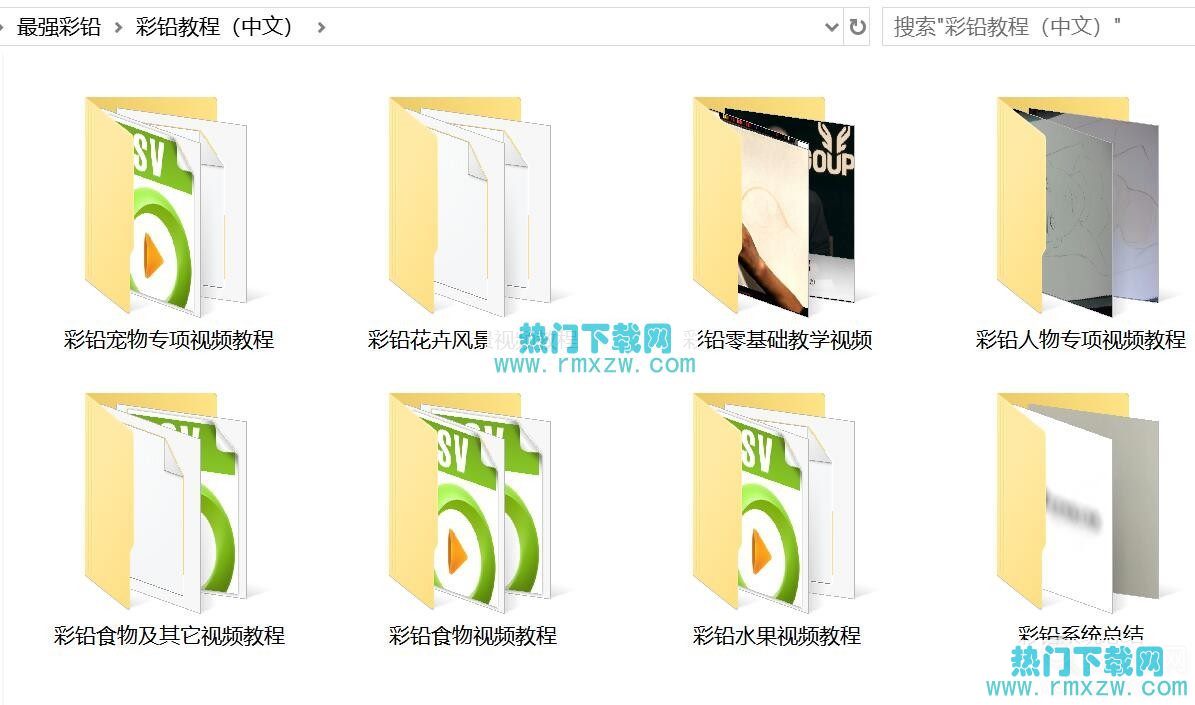 最强彩铅 > 彩铅教程（中文） >
搜索"彩铅教程（中文）"
SV
GOUP
彩铅宠物专项视频教程
彩铅花卉风景视频教程
彩铅零基础教学视频
彩铅人物专项视频教程
热门下载网
www.rmxzw.com
SV
SV
SV
彩铅食物及其它视频教程
彩铅食物视频教程
彩铅水果视频教程
彩铅系统总结
热门下载网
www.rmxzw.com